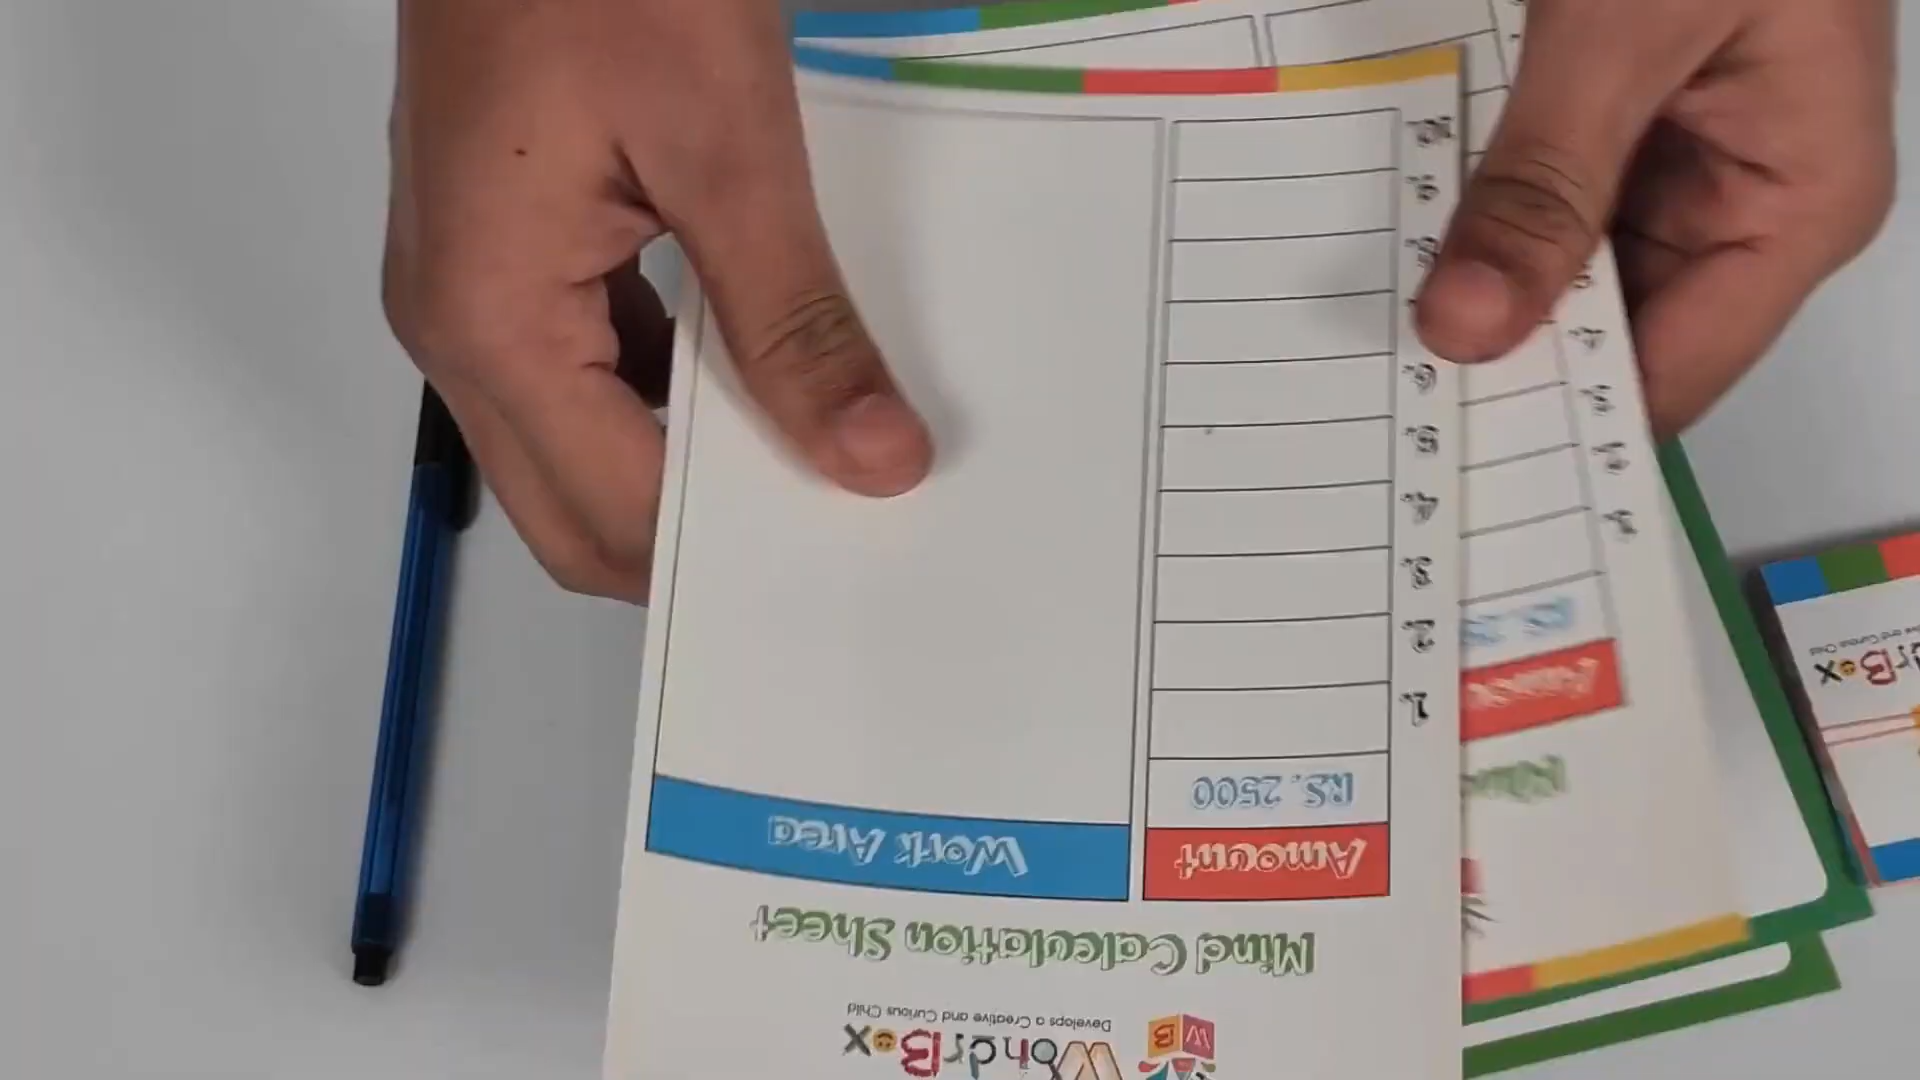 WondrBox
Develops a Creative and Curious Child
Mind Calculation Sheet
Amount
Work Area
RS. 2500
1.
2.
3.
4.
5.
6.
9.
10.